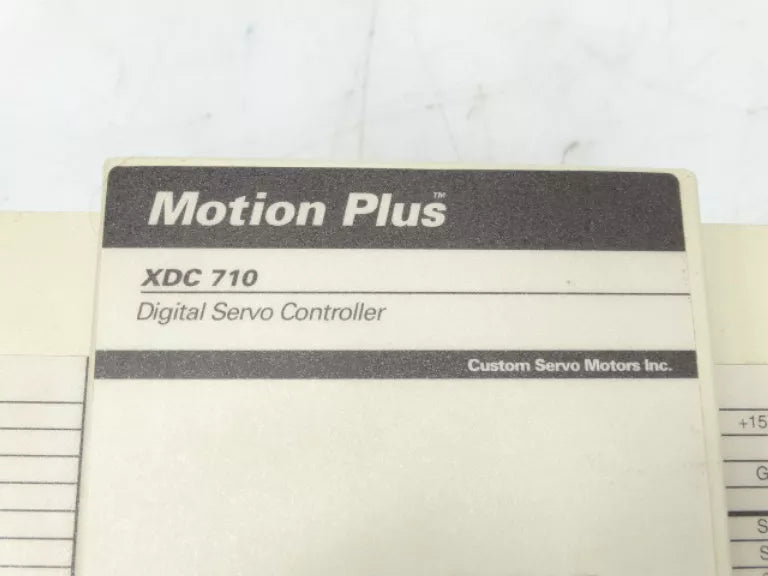 Motion Plus™
XDC 710
Digital Servo Controller
Custom Servo Motors Inc.
+15
G
S
S